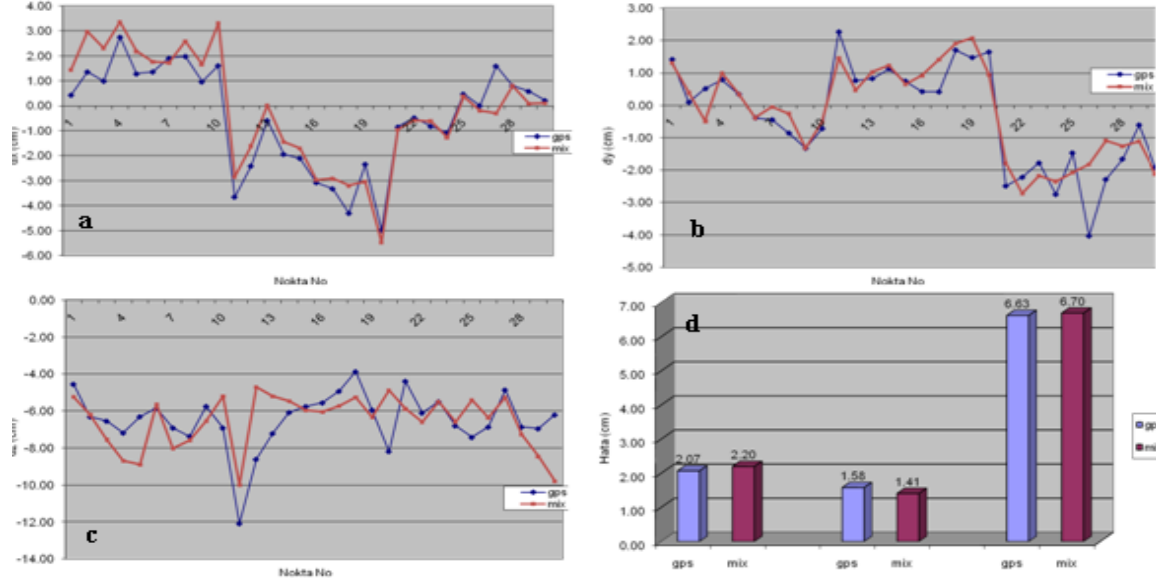 a
dx (cm)
4.00
3.00
2.00
1.00
0.00
-1.00
-2.00
-3.00
-4.00
-5.00
-6.00
1 4 7 10 13 16 19 22 25 28
gps
mix
Nokta No
b
dy (cm)
3.00
2.00
1.00
0.00
-1.00
-2.00
-3.00
-4.00
-5.00
1 4 7 10 13 16 19 22 25 28
gps
mix
Nokta No
c
dz (cm)
0.00
-2.00
-4.00
-6.00
-8.00
-10.00
-12.00
-14.00
1 4 7 10 13 16 19 22 25 28
gps
mix
Nokta No
d
Hata (cm)
7.00
6.00
5.00
4.00
3.00
2.00
1.00
0.00
2.07 2.20 1.58 1.41 6.63 6.70
gps mix gps mix gps mix